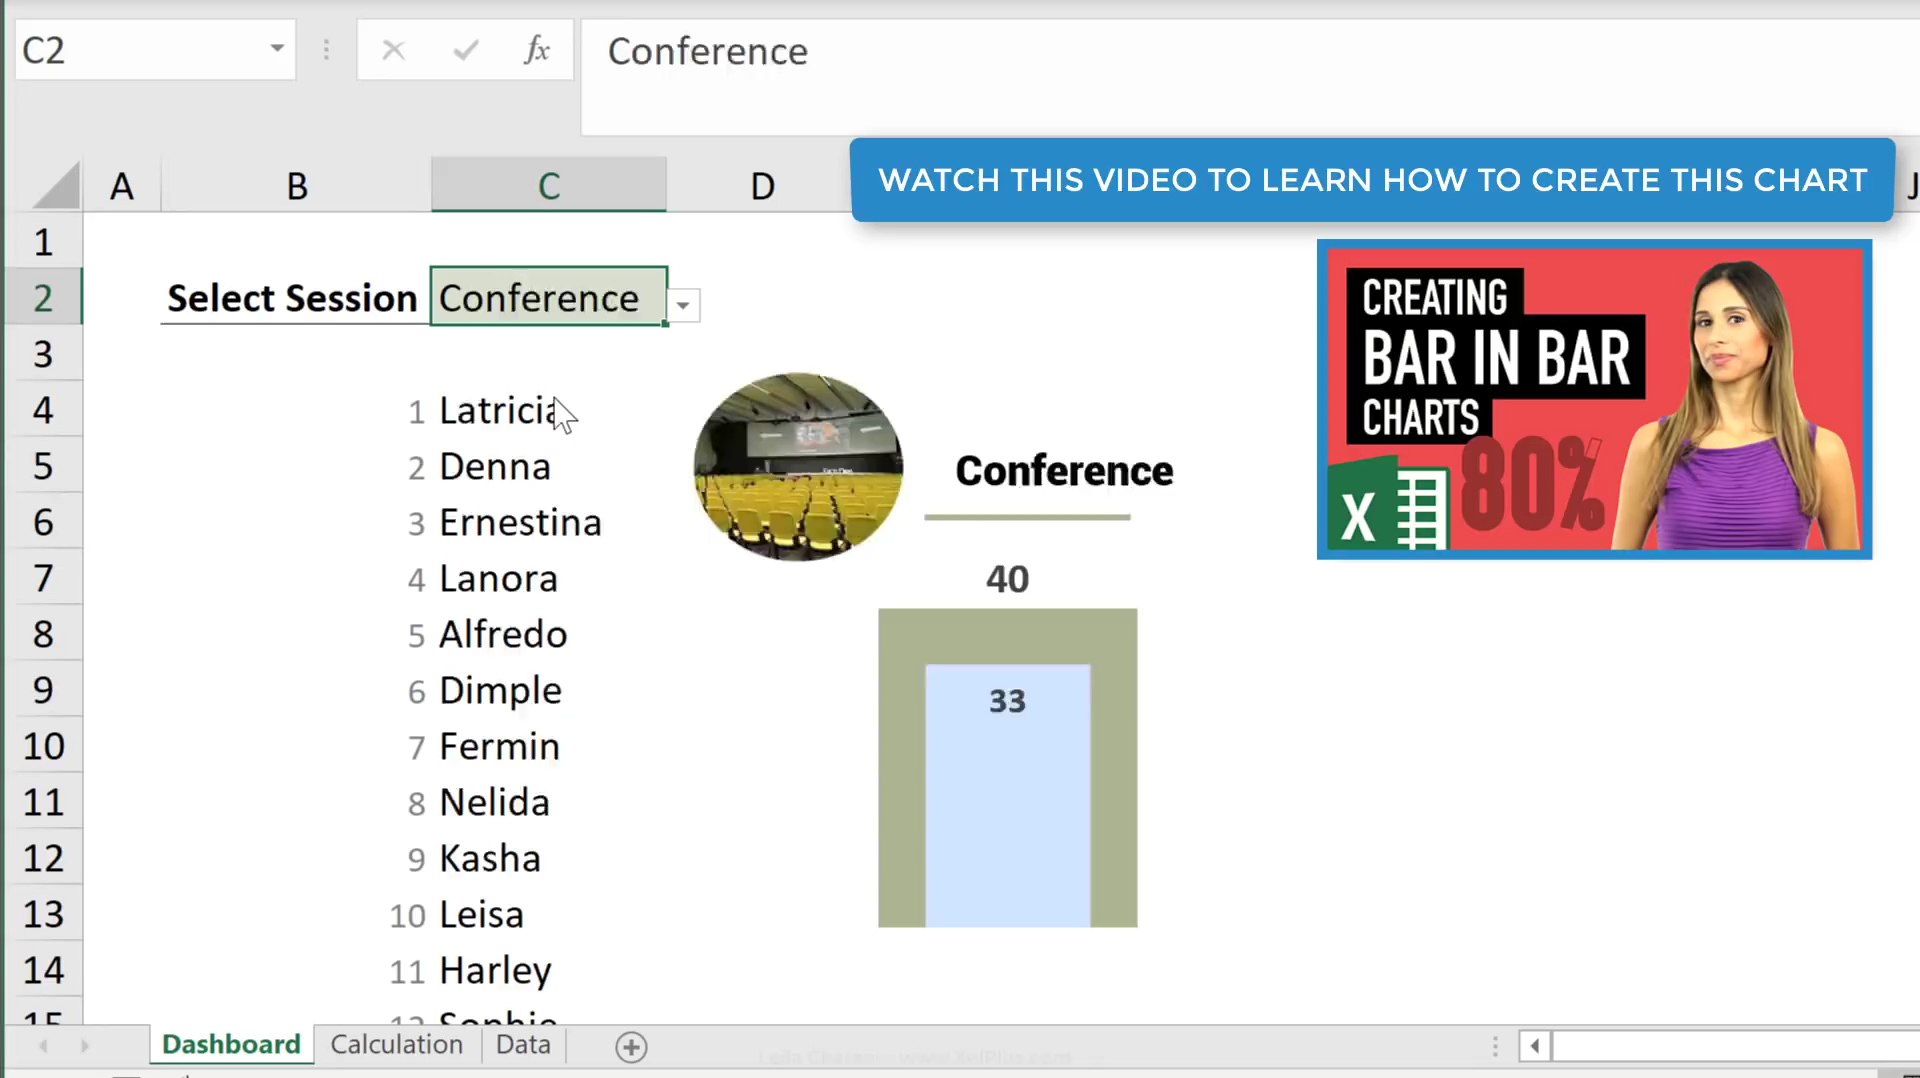 C2
fx
Conference
WATCH THIS VIDEO TO LEARN HOW TO CREATE THIS CHART
A B C D J
1
2 Select Session Conference
3
4 1 Latricia
5 2 Denna
6 3 Ernestina
7 4 Lanora
8 5 Alfredo
9 6 Dimple
10 7 Fermin
11 8 Nelida
12 9 Kasha
13 10 Leisa
14 11 Harley
15 12 Sophie
Conference
40
33
CREATING
BAR IN BAR
CHARTS
80%
X
Dashboard Calculation Data